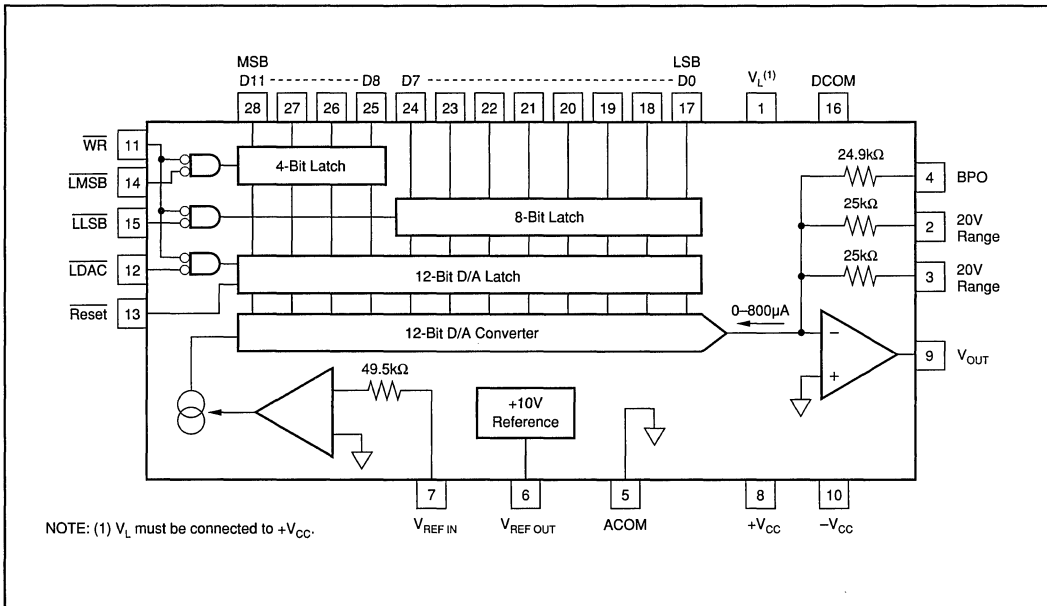 MSB LSB
D11 D8 D7 D0 V_L(1) DCOM
28 27 26 25 24 23 22 21 20 19 18 17 1 16
WR 11
LMSB 14
LLSB 15
LDAC 12
Reset 13
4-Bit Latch
8-Bit Latch
12-Bit D/A Latch
12-Bit D/A Converter
24.9kΩ
4 BPO
25kΩ
2 20V
Range
25kΩ
3 20V
Range
0–800µA
−
+
9 V_OUT
49.5kΩ
+10V
Reference
7 6 5 8 10
V_REF IN V_REF OUT ACOM +V_CC –V_CC
NOTE: (1) V_L must be connected to +V_CC.